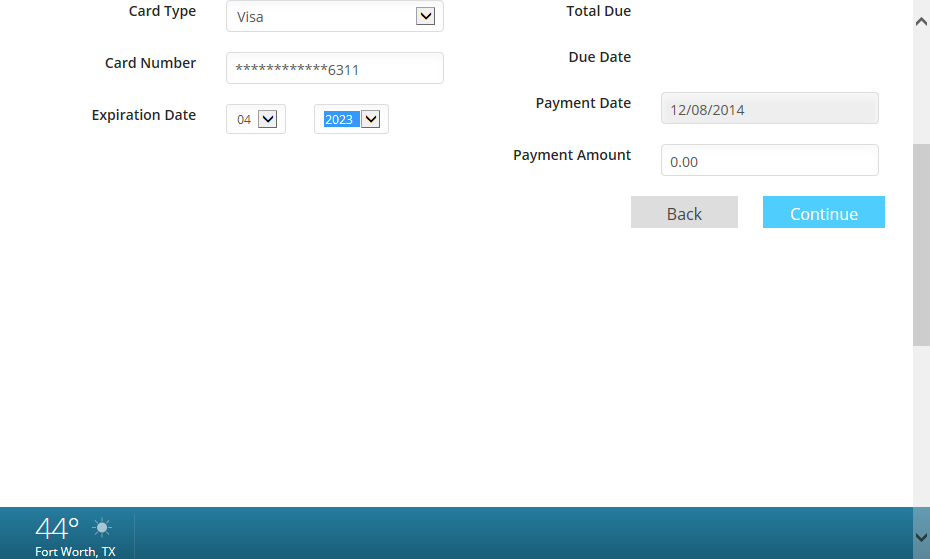 Card Type Visa
Card Number ************6311
Expiration Date 04 2023
Total Due
Due Date
Payment Date 12/08/2014
Payment Amount 0.00
Back Continue
44°
Fort Worth, TX